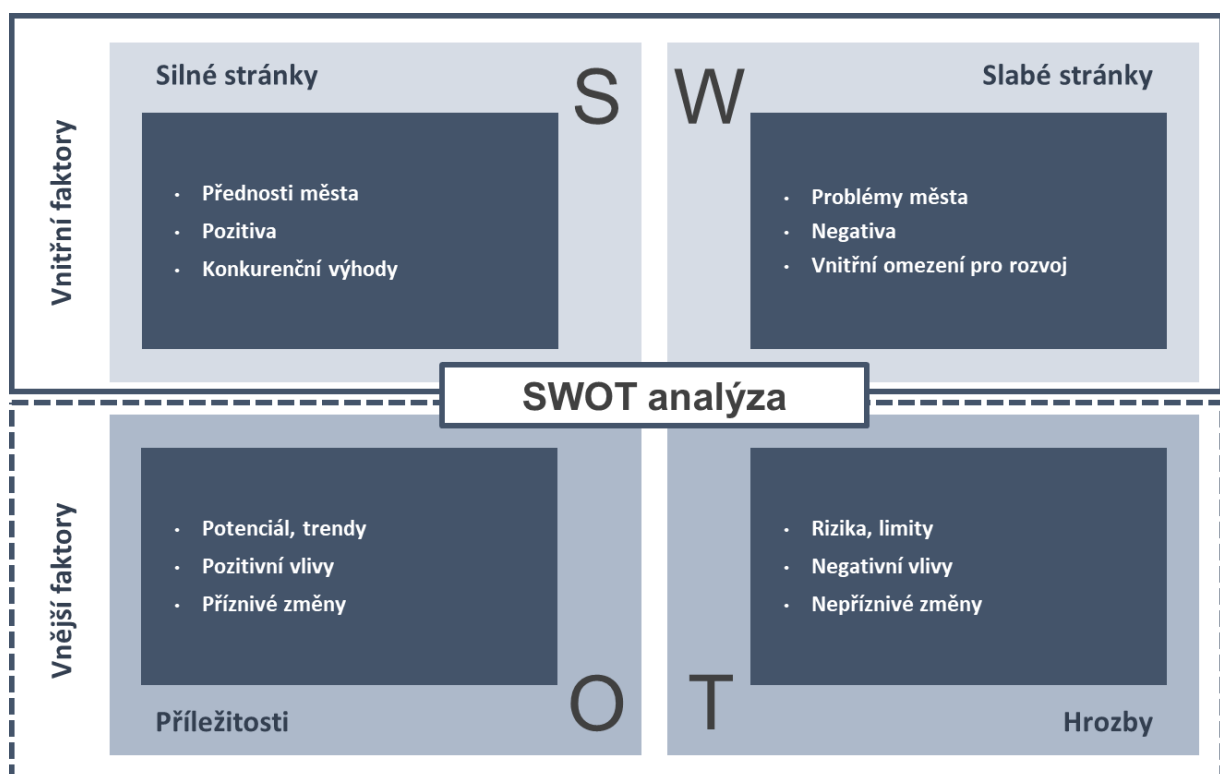 Vnitřní faktory
Silné stránky
S
· Přednosti města
· Pozitiva
· Konkurenční výhody
W
Slabé stránky
· Problémy města
· Negativa
· Vnitřní omezení pro rozvoj
SWOT analýza
Vnější faktory
· Potenciál, trendy
· Pozitivní vlivy
· Příznivé změny
Příležitosti
O
· Rizika, limity
· Negativní vlivy
· Nepříznivé změny
T
Hrozby